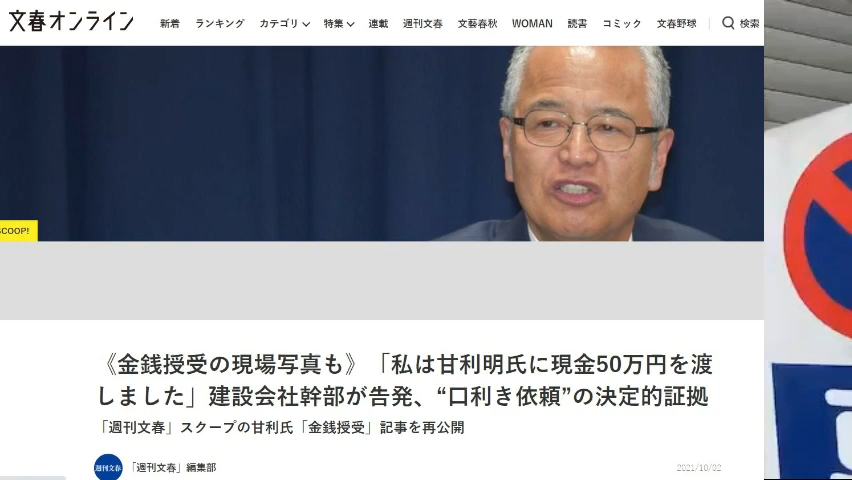 文春オンライン
新着 ランキング カテゴリ 特集 連載 週刊文春 文藝春秋 WOMAN 読書 コミック 文春野球 検索
SCOOP!
《金銭授受の現場写真も》「私は甘利明氏に現金50万円を渡
しました」建設会社幹部が告発、“口利き依頼”の決定的証拠
「週刊文春」スクープの甘利氏「金銭授受」記事を再公開
週刊文春 「週刊文春」編集部
2021/10/02